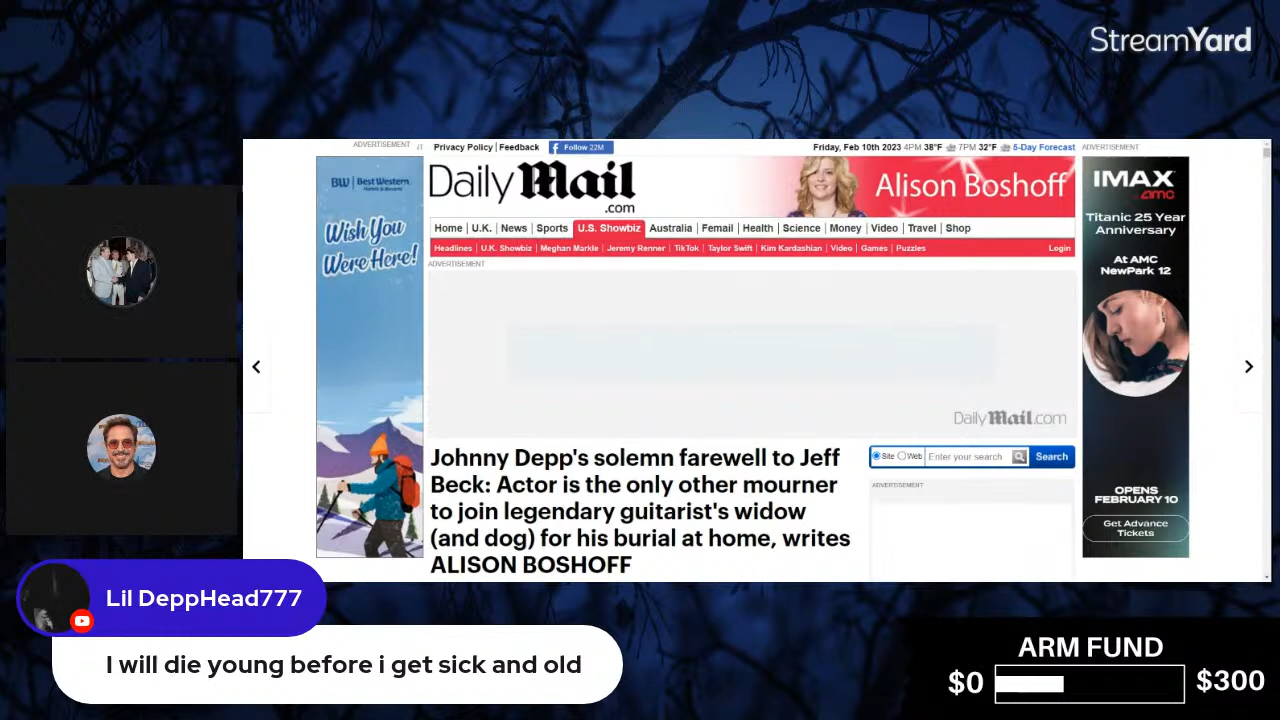 StreamYard
ADVERTISEMENT
Privacy Policy | Feedback
Follow 22M
Friday, Feb 10th 2023 4PM 38°F 7PM 32°F 5-Day Forecast
ADVERTISEMENT
BW Best Western
Hotels & Resorts
Wish You
Were Here!
Daily Mail
.com
Alison Boshoff
Home | U.K. | News | Sports | U.S. Showbiz | Australia | Femail | Health | Science | Money | Video | Travel | Shop
Headlines | U.K. Showbiz | Meghan Markle | Jeremy Renner | TikTok | Taylor Swift | Kim Kardashian | Video | Games | Puzzles
Login
ADVERTISEMENT
DailyMail.com
IMAX
amc
Titanic 25 Year
Anniversary
At AMC
NewPark 12
OPENS
FEBRUARY 10
Get Advance
Tickets
Johnny Depp's solemn farewell to Jeff
Beck: Actor is the only other mourner
to join legendary guitarist's widow
(and dog) for his burial at home, writes
ALISON BOSHOFF
Site Web Enter your search Search
ADVERTISEMENT
Lil DeppHead777
I will die young before i get sick and old
ARM FUND
$0 $300